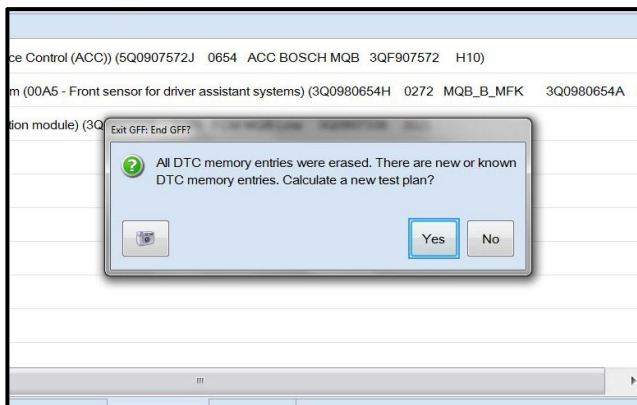 ce Control (ACC)) (5Q0907572J 0654 ACC BOSCH MQB 3QF907572 H10)
m (00A5 - Front sensor for driver assistant systems) (3Q0980654H 0272 MQB_B_MFK 3Q0980654A
tion module) (3Q
Exit GFF: End GFF?
All DTC memory entries were erased. There are new or known
DTC memory entries. Calculate a new test plan?
Yes No